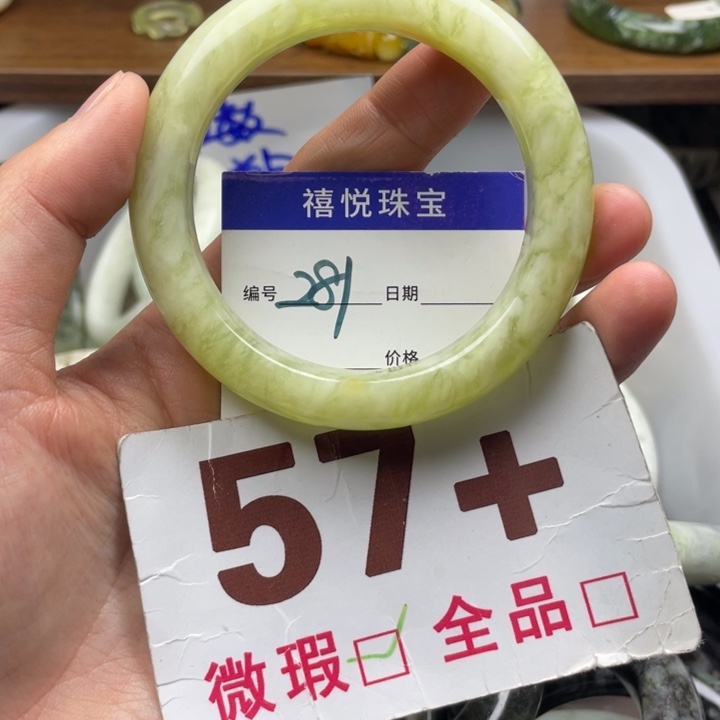 禧悦珠宝
编号 281 日期
价格
57+
微瑕☑ 全品☐